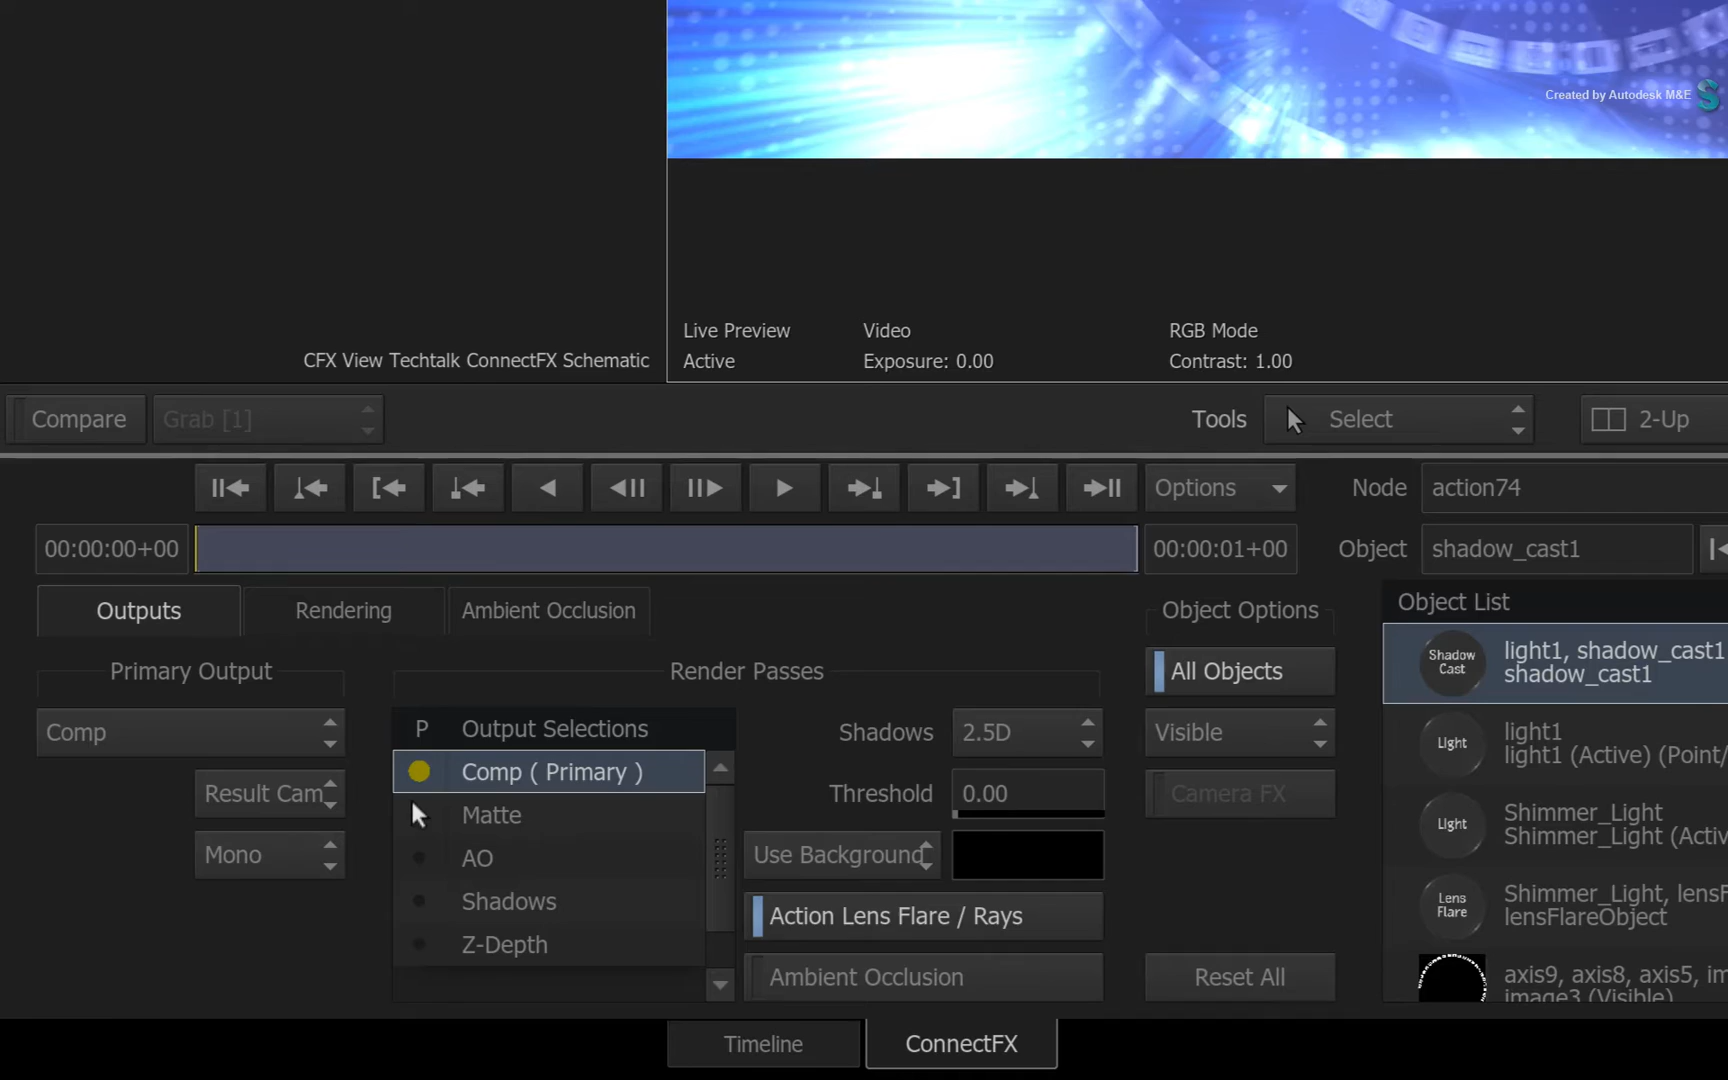 Created by Autodesk M&E
Live Preview
Video
RGB Mode
Active
Exposure: 0.00
Contrast: 1.00
CFX View Techtalk ConnectFX Schematic
Compare
Grab [1]
Tools
Select
2-Up
Options
Node
action74
00:00:00+00
00:00:01+00
Object
shadow_cast1
Outputs
Rendering
Ambient Occlusion
Object Options
Object List
Primary Output
Render Passes
All Objects
Shadow
Cast
light1, shadow_cast1
shadow_cast1
Comp
P
Output Selections
Shadows
2.5D
Visible
Light
light1
light1 (Active) (Point/
Comp ( Primary )
Result Cam
Matte
Threshold
0.00
Camera FX
Light
Shimmer_Light
Shimmer_Light (Activ
Mono
AO
Use Background
Shadows
Action Lens Flare / Rays
Lens
Flare
Shimmer_Light, lensF
lensFlareObject
Z-Depth
Ambient Occlusion
Reset All
axis9, axis8, axis5, im
image3 (Visible)
Timeline
ConnectFX